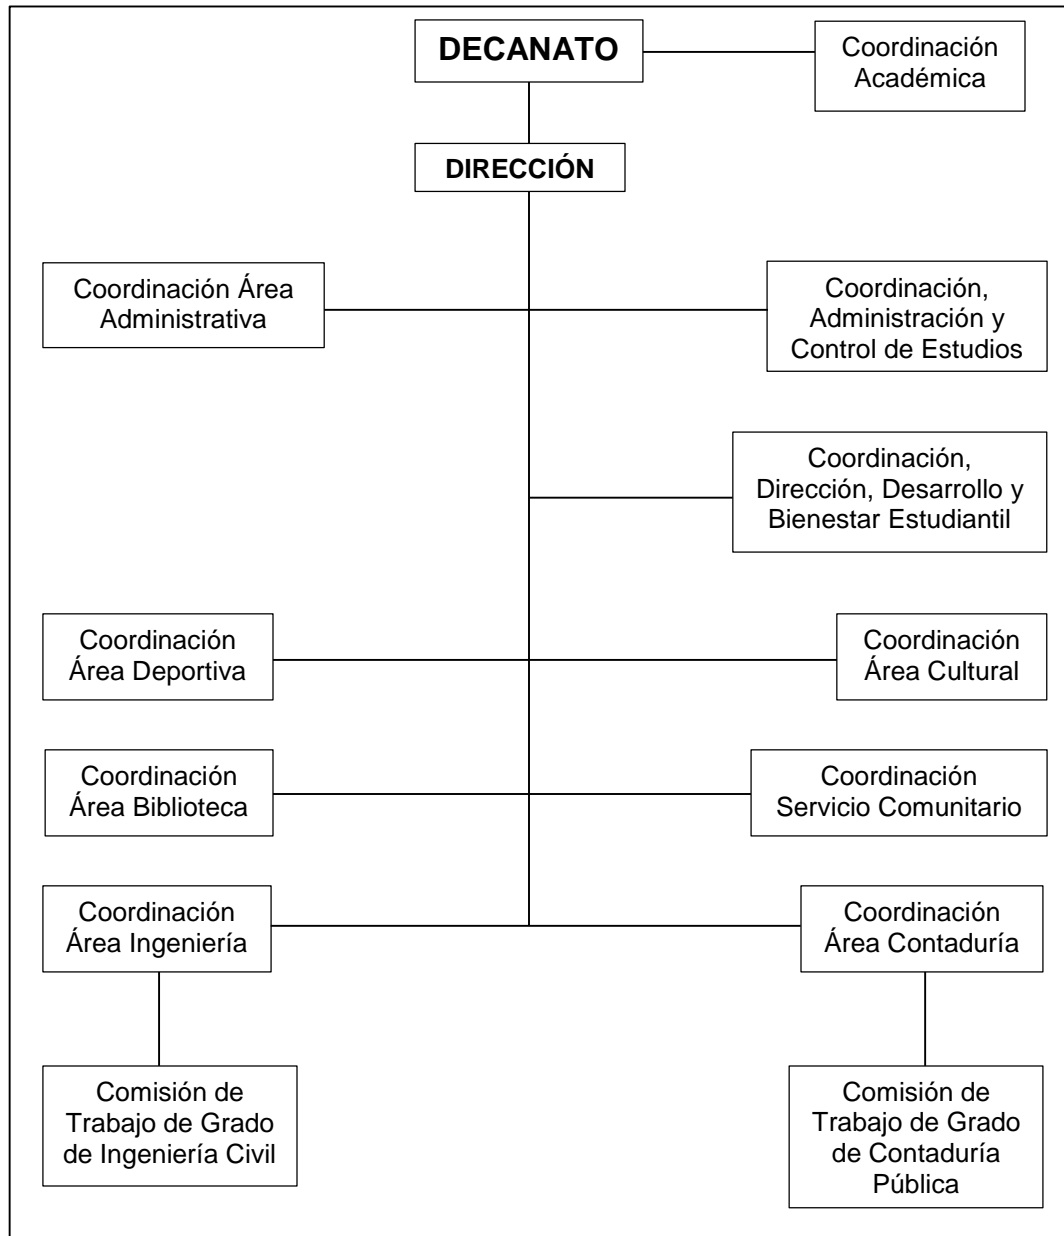 DECANATO
Coordinación
Académica
DIRECCIÓN
Coordinación Área
Administrativa
Coordinación,
Administración y
Control de Estudios
Coordinación,
Dirección, Desarrollo y
Bienestar Estudiantil
Coordinación
Área Deportiva
Coordinación
Área Cultural
Coordinación
Área Biblioteca
Coordinación
Servicio Comunitario
Coordinación
Área Ingeniería
Coordinación
Área Contaduría
Comisión de
Trabajo de Grado
de Ingeniería Civil
Comisión de
Trabajo de Grado
de Contaduría
Pública